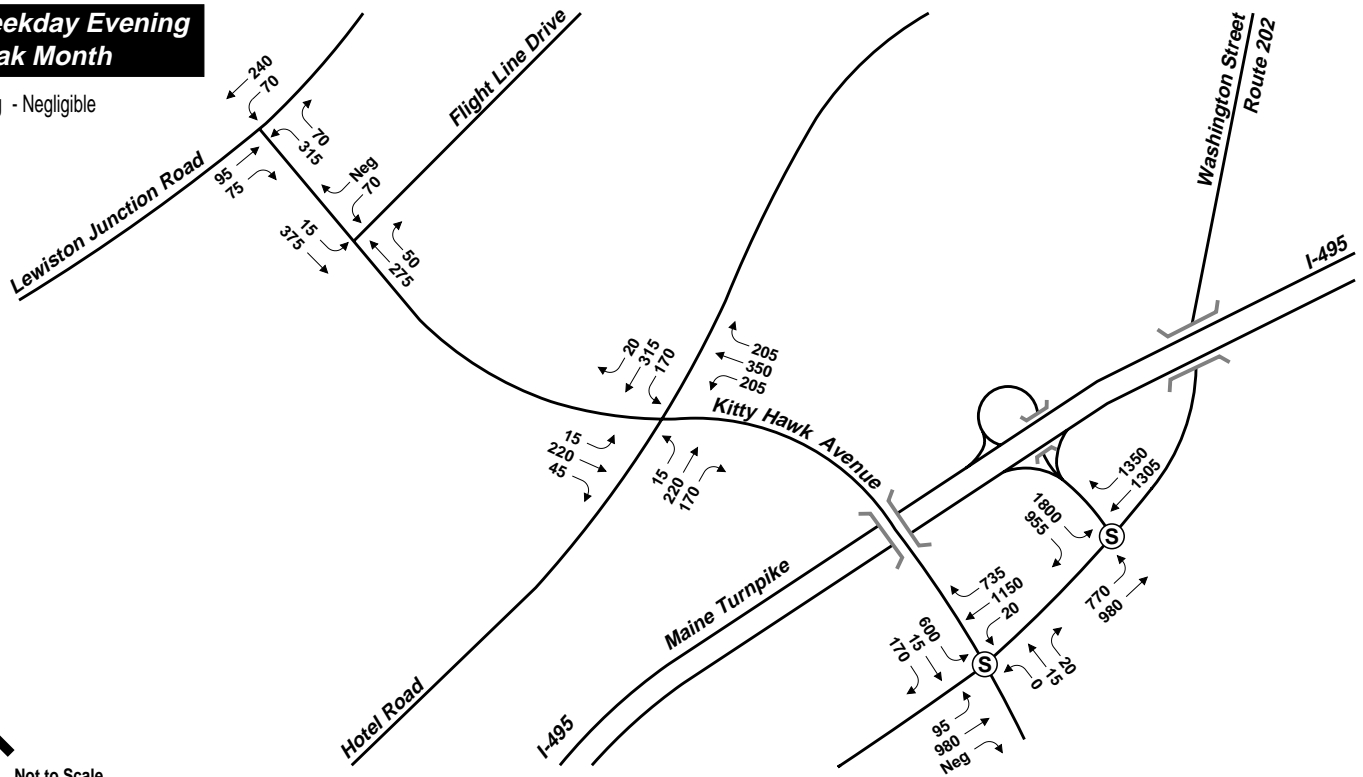 eekday Evening
ak Month
- Negligible
240
70
70
315
95
75
Lewiston Junction Road
Flight Line Drive
Neg
70
15
375
50
275
Washington Street
Route 202
I-495
20
315
170
205
350
205
Kitty Hawk Avenue
15
220
45
15
220
170
1350
1305
1800
955
S
770
980
Maine Turnpike
735
1150
20
600
15
170
S
0
15
20
95
980
Neg
Hotel Road
I-495
Not to Scale